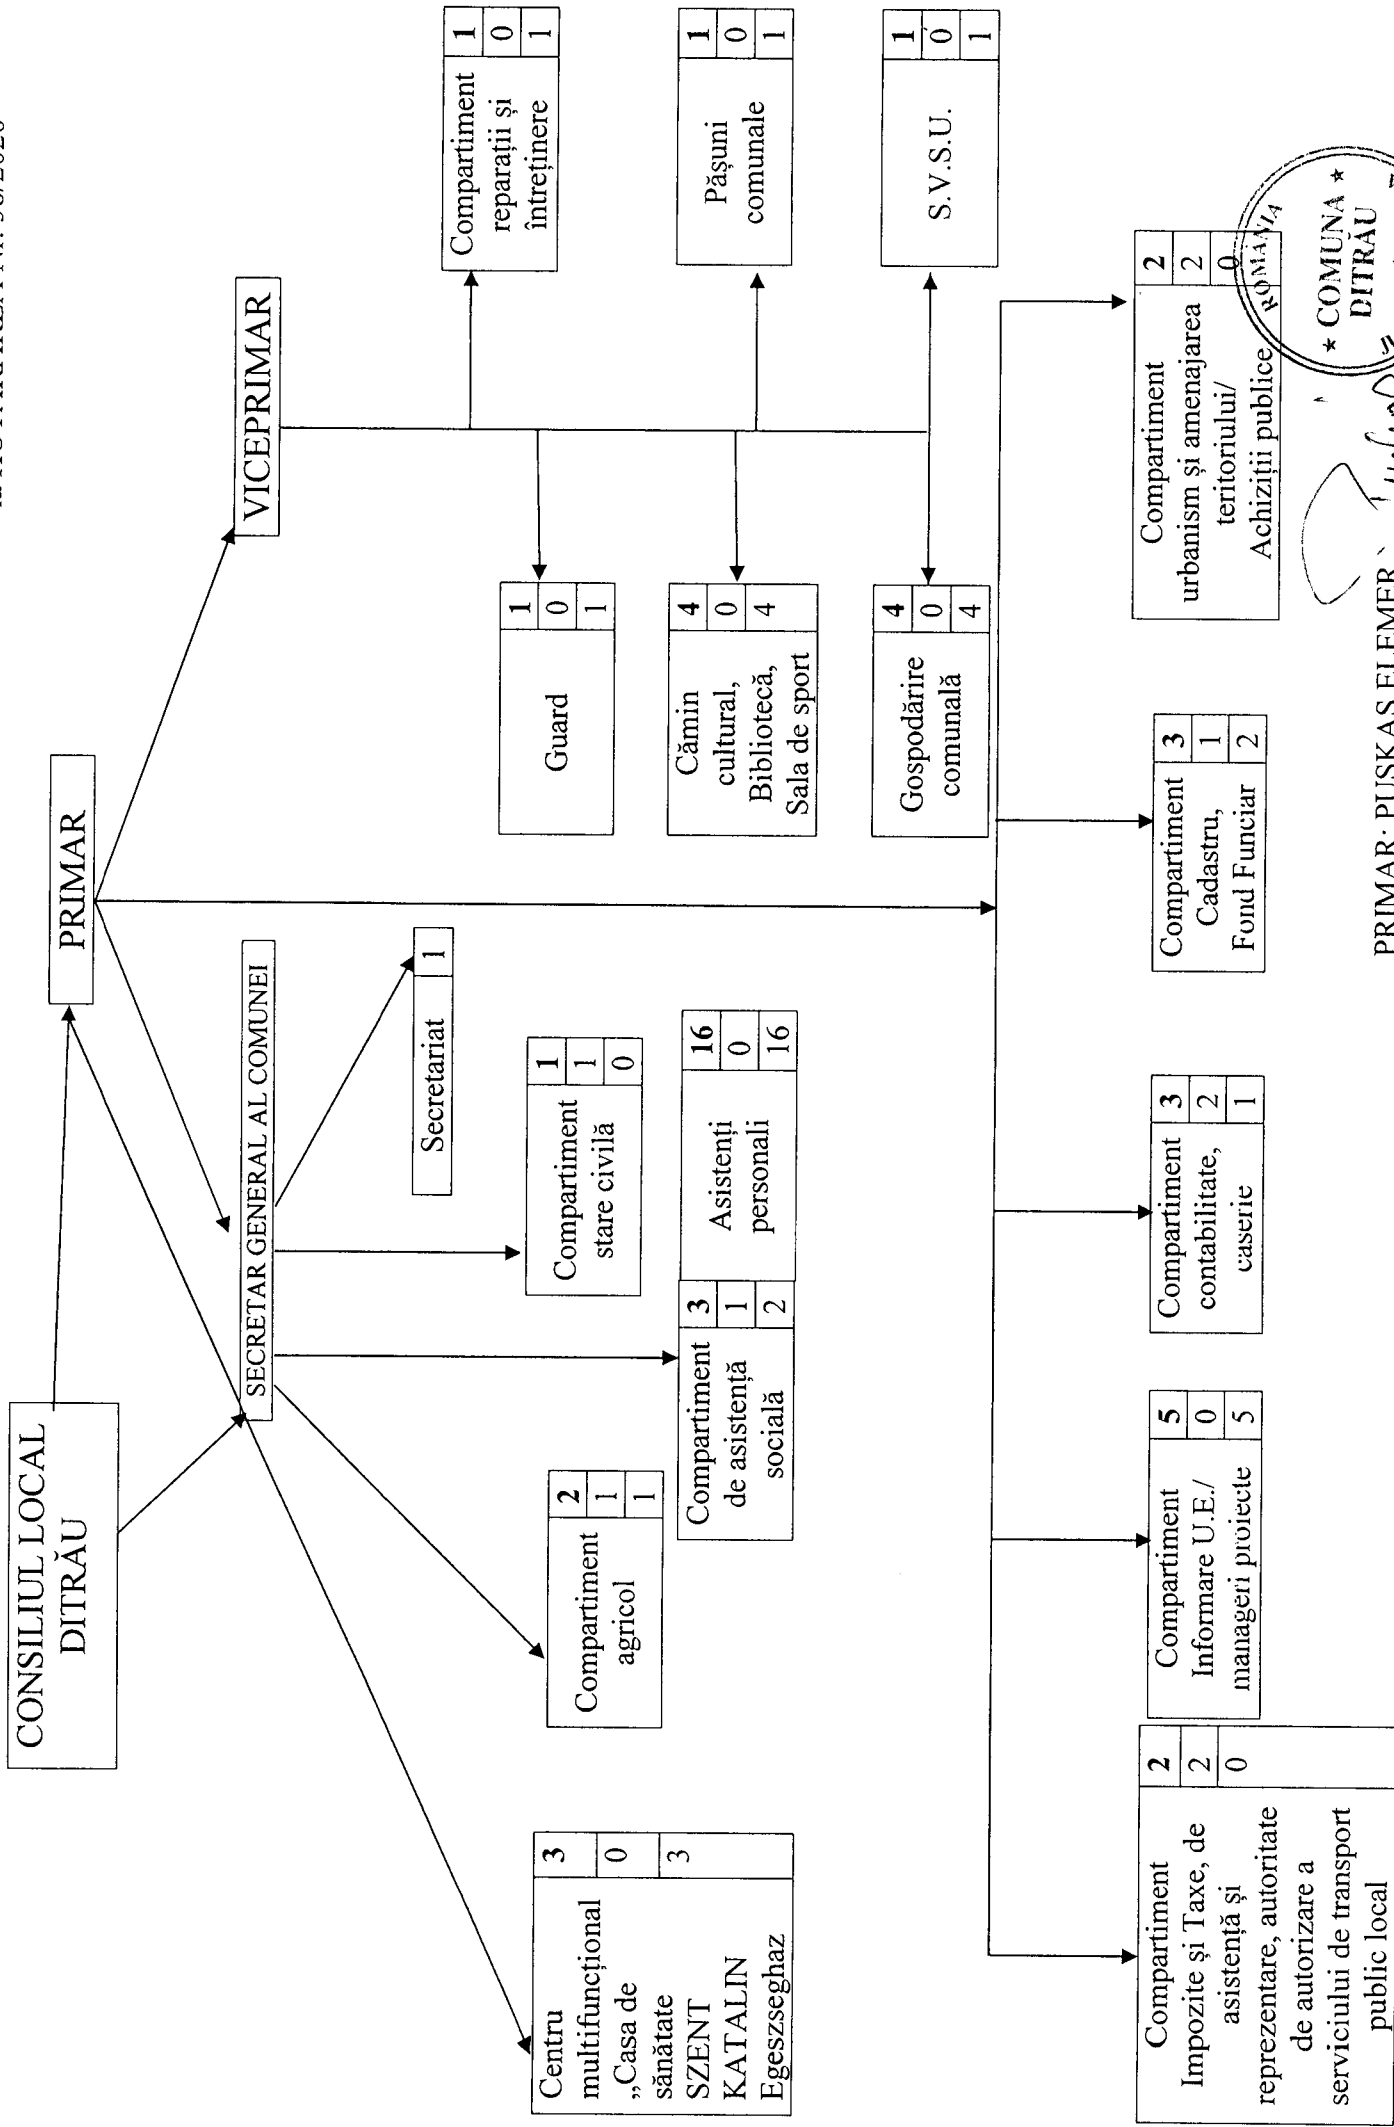 CONSILIUL LOCAL
DITRĂU
PRIMAR
VICEPRIMAR
SECRETAR GENERAL AL COMUNEI
Secretariat
1
Centru
multifuncțional
„Casa de
sănătate
SZENT
KATALIN
Egeszseghaz
3
0
3
Compartiment
agricol
2
1
1
Compartiment
de asistență
socială
3
1
2
Compartiment
stare civilă
1
1
0
Asistenți
personali
16
0
16
Guard
1
0
1
Cămin
cultural,
Bibliotecă,
Sala de sport
4
0
4
Gospodărire
comunală
4
0
4
Compartiment
reparații și
întreținere
1
0
1
Pășuni
comunale
1
0
1
S.V.S.U.
1
0
1
Compartiment
Impozite și Taxe, de
asistență și
reprezentare, autoritate
de autorizare a
serviciului de transport
public local
2
2
0
Compartiment
Informare U.E./
manageri proiecte
5
0
5
Compartiment
contabilitate,
caserie
3
2
1
Compartiment
Cadastru,
Fond Funciar
3
1
2
Compartiment
urbanism și amenajarea
teritoriului/
Achiziții publice
2
2
0
ROMÂNIA
* COMUNA *
DITRĂU
PRIMAR: PUSKAS ELEMER